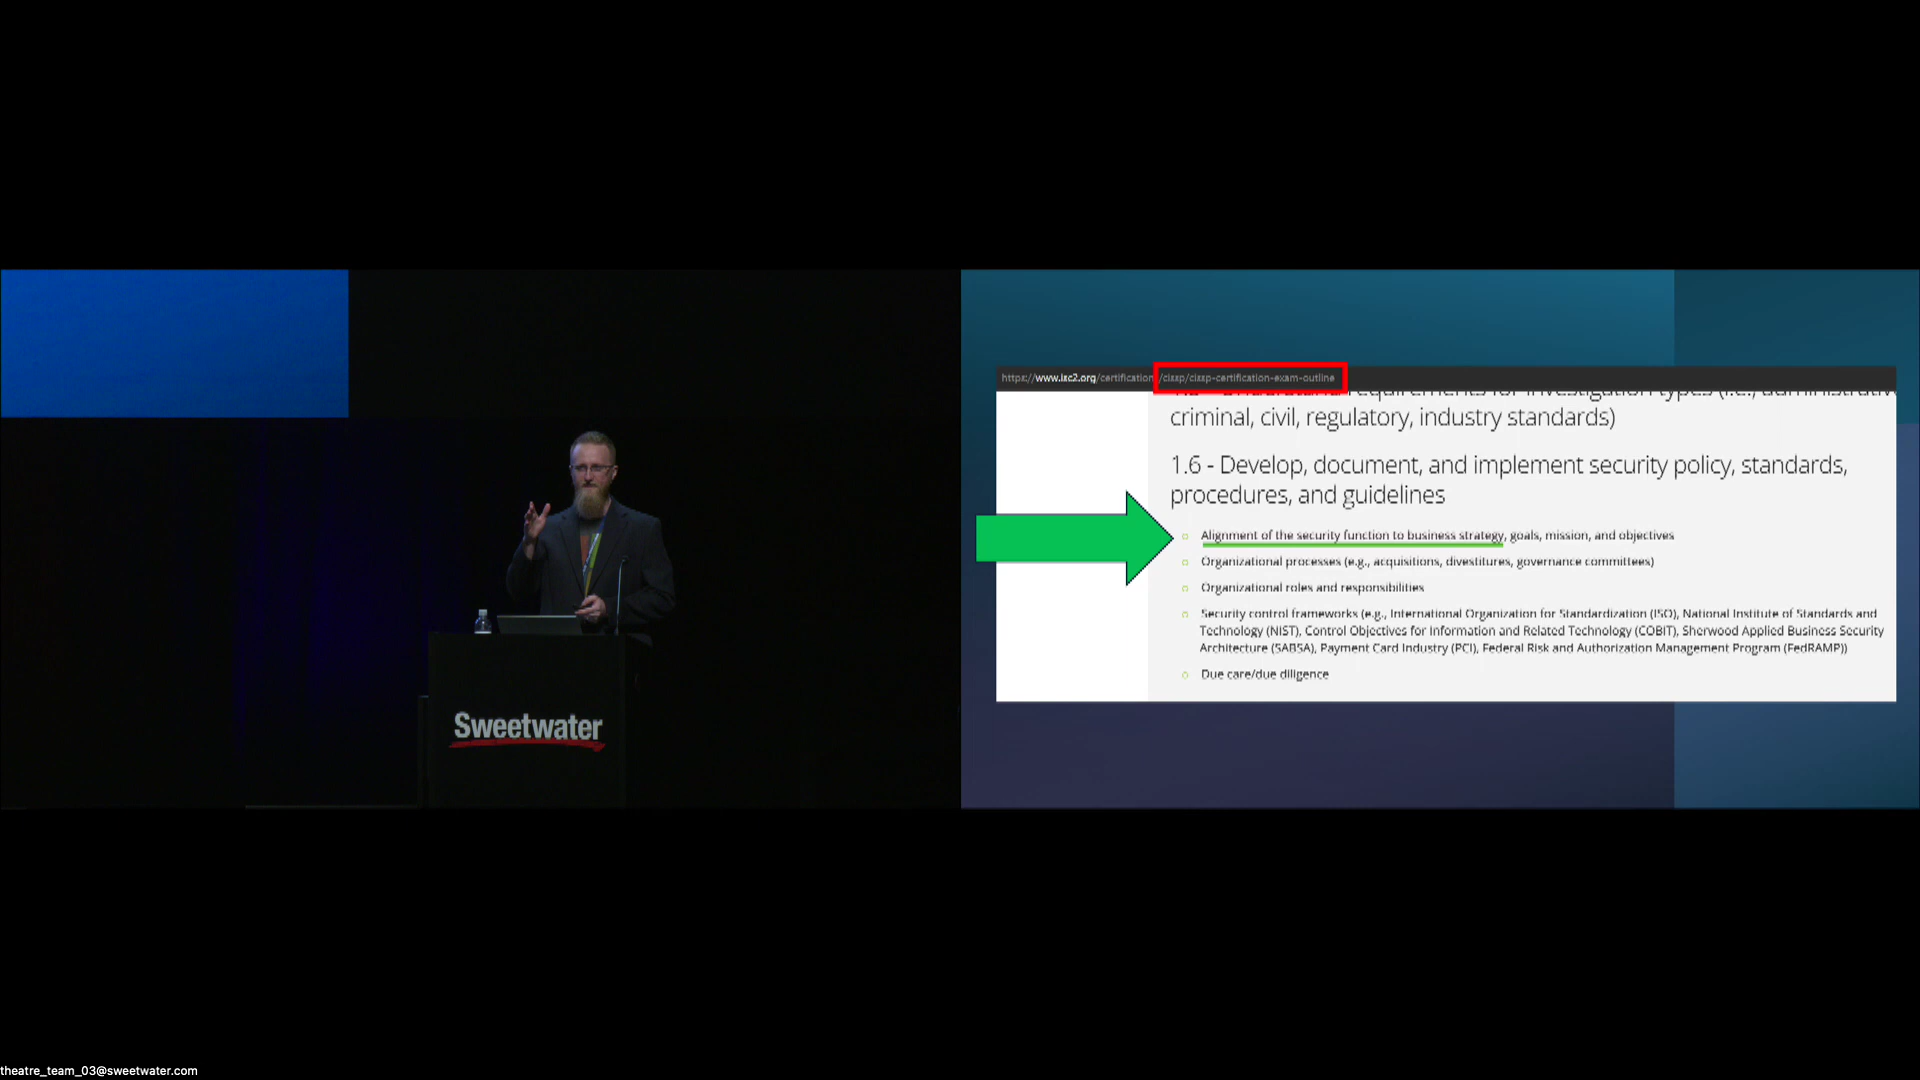 https://www.isc2.org/certification /cissp/cissp-certification-exam-outline
requirements for investigation types (i.e., administrative
criminal, civil, regulatory, industry standards)
1.6 - Develop, document, and implement security policy, standards,
procedures, and guidelines
Alignment of the security function to business strategy, goals, mission, and objectives
Organizational processes (e.g., acquisitions, divestitures, governance committees)
Organizational roles and responsibilities
Security control frameworks (e.g., International Organization for Standardization (ISO), National Institute of Standards and
Technology (NIST), Control Objectives for Information and Related Technology (COBIT), Sherwood Applied Business Security
Architecture (SABSA), Payment Card Industry (PCI), Federal Risk and Authorization Management Program (FedRAMP))
Due care/due diligence
Sweetwater
theatre_team_03@sweetwater.com